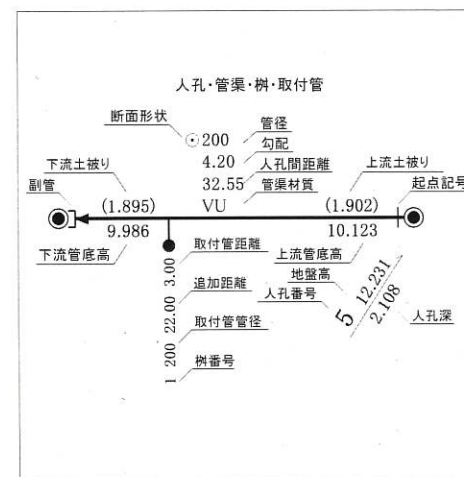 人孔・管渠・桝・取付管
断面形状
200
管径
4.20
勾配
下流土被り
32.55
人孔間距離
上流土被り
副管
(1.895)
VU
管渠材質
(1.902)
起点記号
9.986
10.123
下流管底高
取付管距離
上流管底高
3.00
地盤高
12.231
追加距離
人孔番号
5
22.00
2.108
人孔深
取付管管径
200
桝番号
1